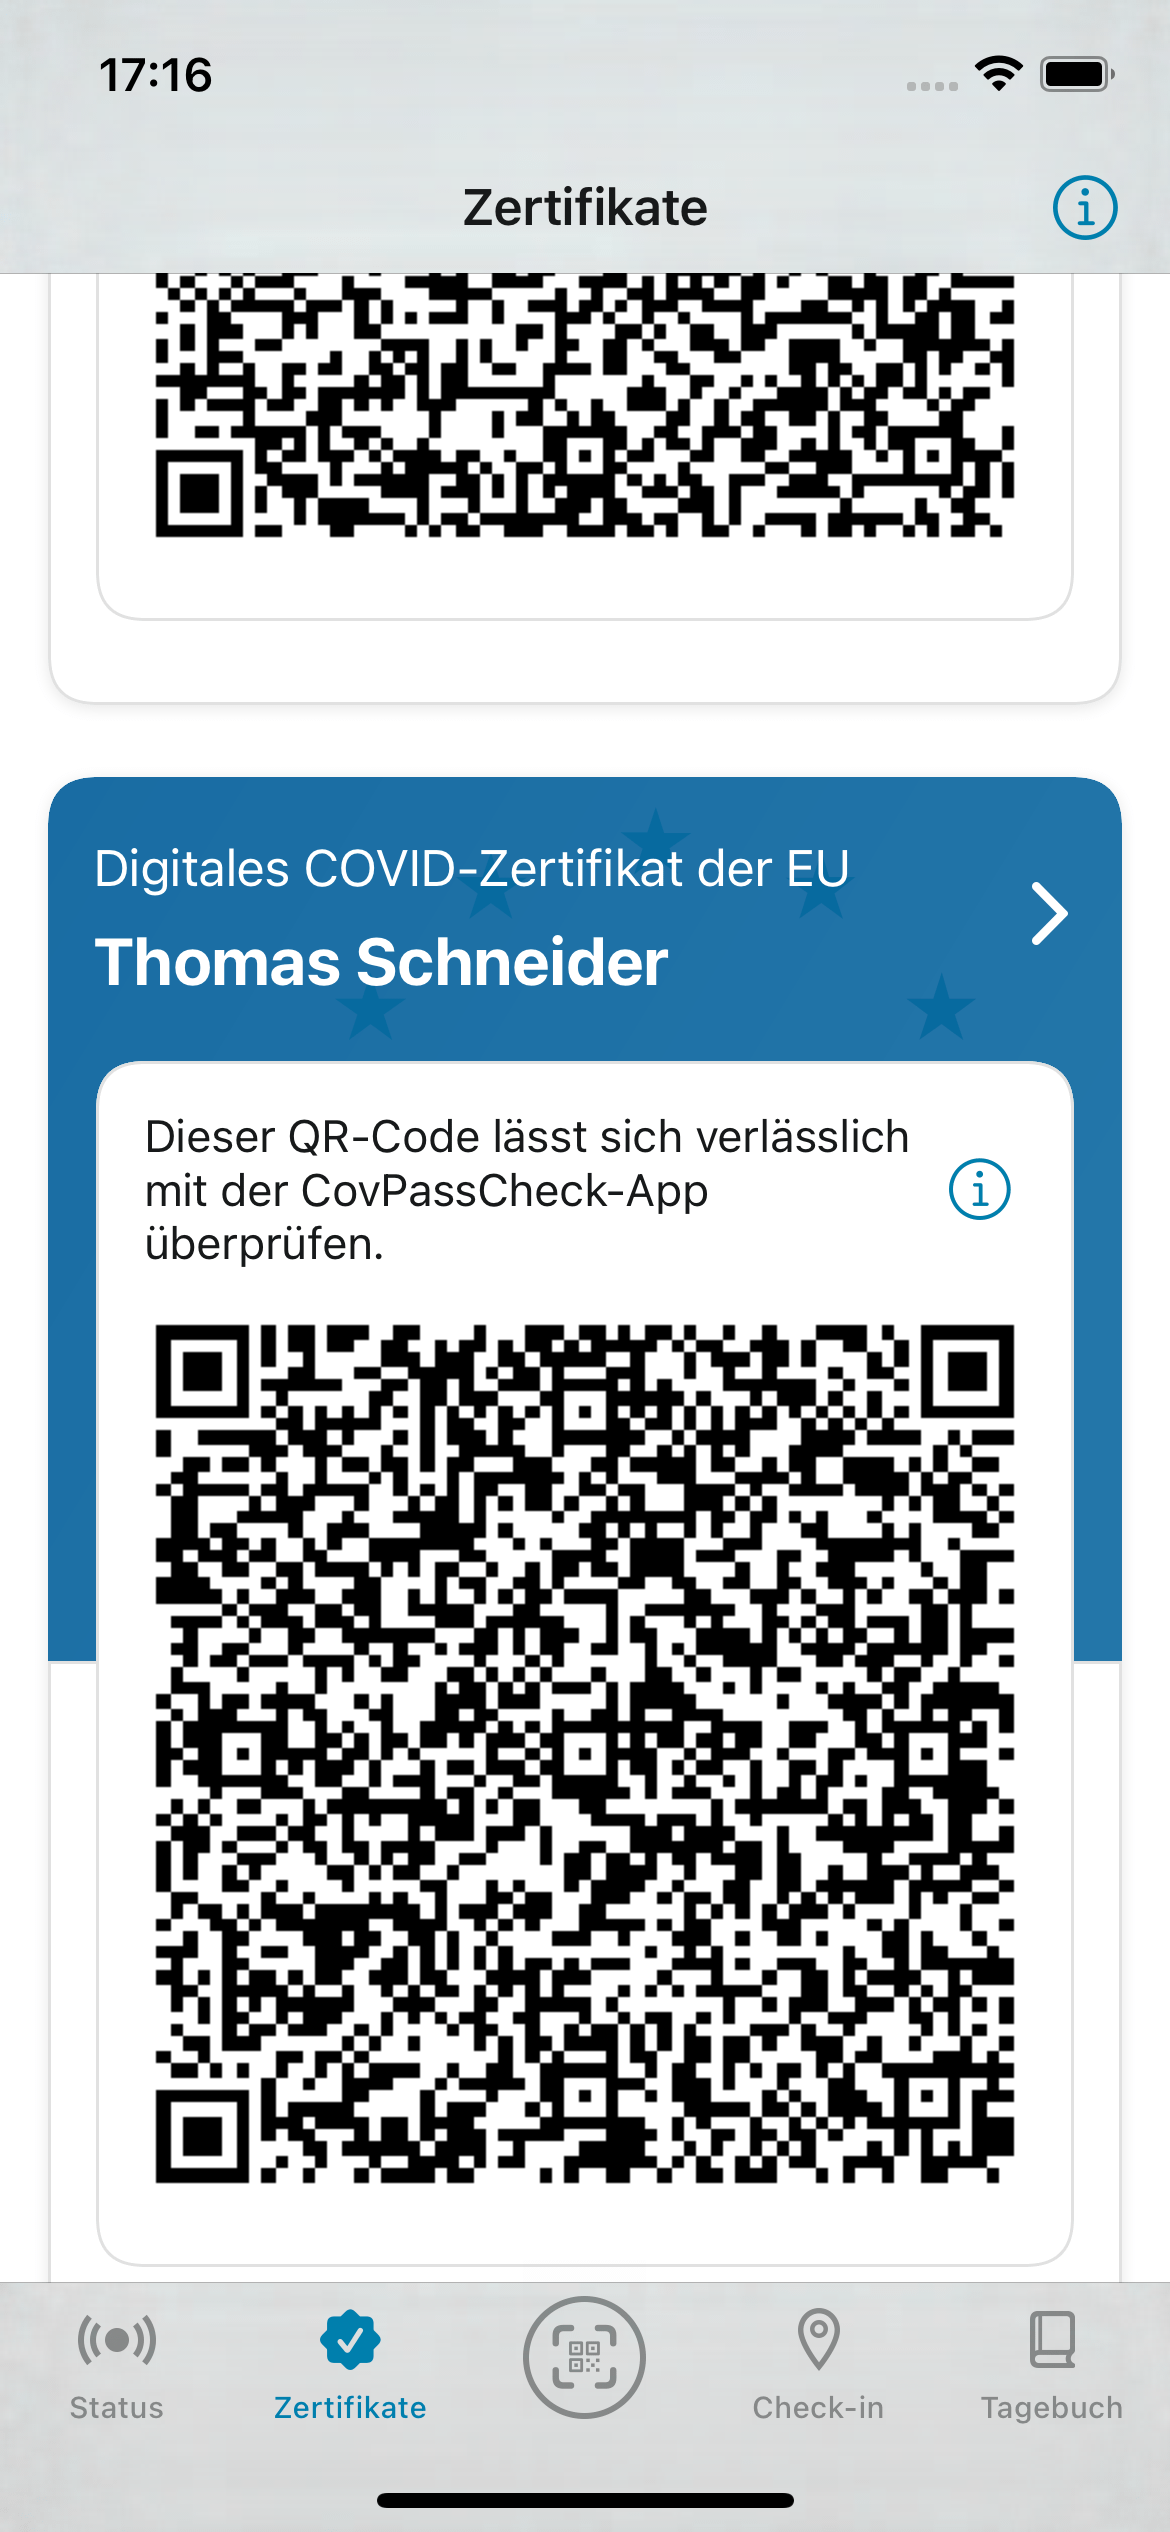 17:16
Zertifikate
Digitales COVID-Zertifikat der EU
Thomas Schneider
Dieser QR-Code lässt sich verlässlich
mit der CovPassCheck-App
überprüfen.
Status
Zertifikate
Check-in
Tagebuch